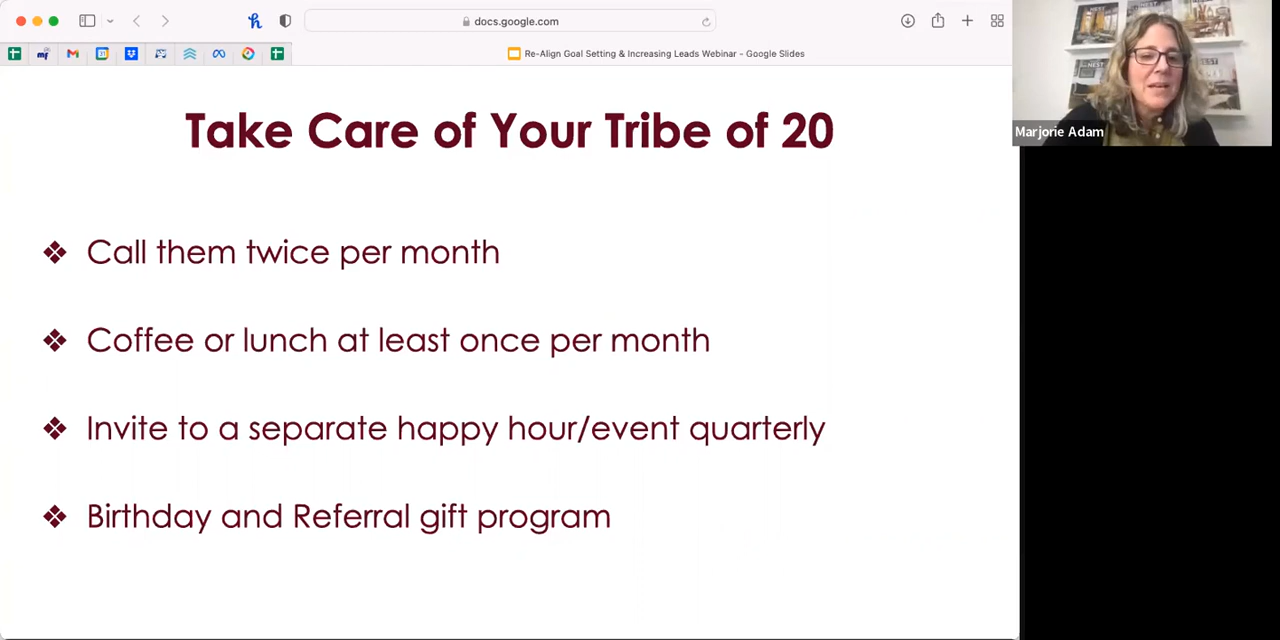 docs.google.com
Re-Align Goal Setting & Increasing Leads Webinar - Google Slides
Marjorie Adam
Take Care of Your Tribe of 20
❖ Call them twice per month
❖ Coffee or lunch at least once per month
❖ Invite to a separate happy hour/event quarterly
❖ Birthday and Referral gift program